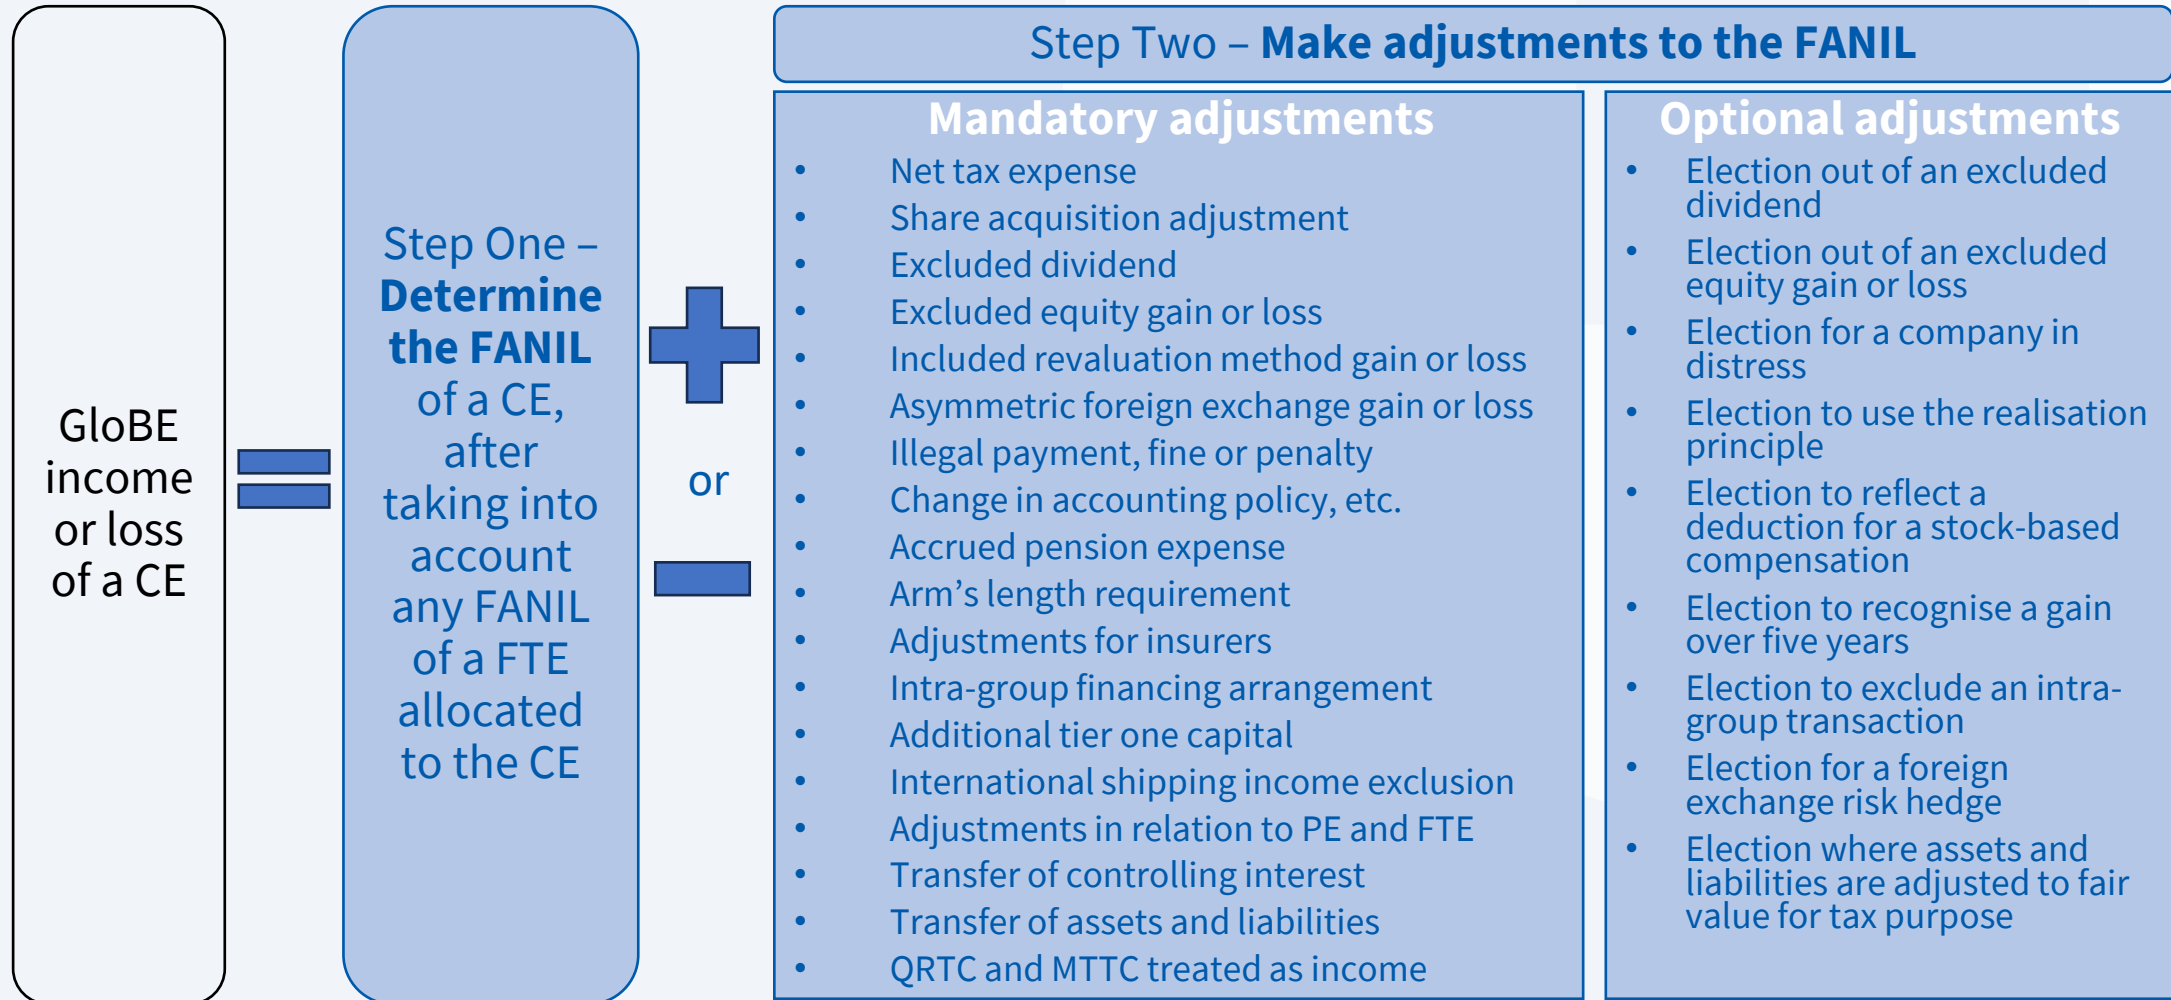 GloBE
income
or loss
of a CE
Step One –
Determine
the FANIL
of a CE,
after
taking into
account
any FANIL
of a FTE
allocated
to the CE
or
Step Two – Make adjustments to the FANIL
Mandatory adjustments
• Net tax expense
• Share acquisition adjustment
• Excluded dividend
• Excluded equity gain or loss
• Included revaluation method gain or loss
• Asymmetric foreign exchange gain or loss
• Illegal payment, fine or penalty
• Change in accounting policy, etc.
• Accrued pension expense
• Arm’s length requirement
• Adjustments for insurers
• Intra-group financing arrangement
• Additional tier one capital
• International shipping income exclusion
• Adjustments in relation to PE and FTE
• Transfer of controlling interest
• Transfer of assets and liabilities
• QRTC and MTTC treated as income
Optional adjustments
• Election out of an excluded
dividend
• Election out of an excluded
equity gain or loss
• Election for a company in
distress
• Election to use the realisation
principle
• Election to reflect a
deduction for a stock-based
compensation
• Election to recognise a gain
over five years
• Election to exclude an intra-
group transaction
• Election for a foreign
exchange risk hedge
• Election where assets and
liabilities are adjusted to fair
value for tax purpose